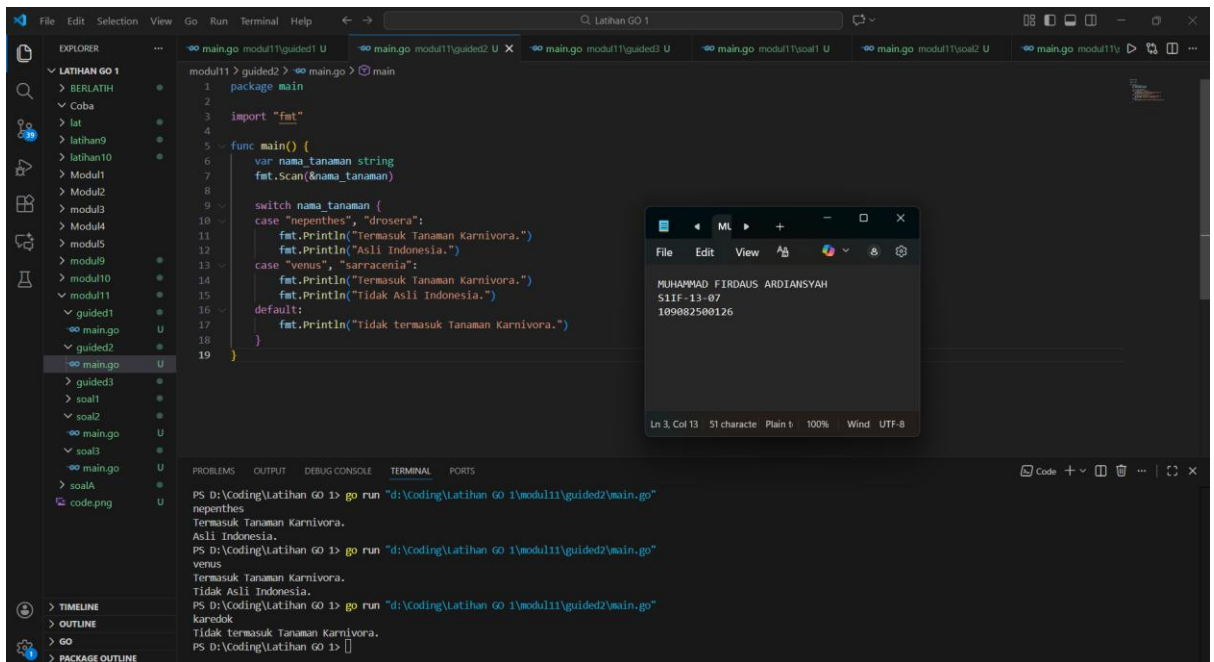 File Edit Selection View Go Run Terminal Help
Latihan GO 1
EXPLORER
main.go modul11\guided1 U
main.go modul11\guided2 U
main.go modul11\guided3 U
main.go modul11\soal1 U
main.go modul11\soal2 U
LATIHAN GO 1
BERLATIH
Coba
lat
latihan9
latihan10
Modul1
Modul2
modul3
Modul4
modul5
modul9
modul10
modul11
guided1
main.go U
guided2
main.go U
guided3
soal1
soal2
main.go U
soal3
main.go U
soalA
code.png U
TIMELINE
OUTLINE
GO
PACKAGE OUTLINE
39
1
modul11 > guided2 > main.go > main
1 package main
2
3 import "fmt"
4
5 func main() {
6 var nama_tanaman string
7 fmt.Scan(&nama_tanaman)
8
9 switch nama_tanaman {
10 case "nepenthes", "drosera":
11 fmt.Println("Termasuk Tanaman Karnivora.")
12 fmt.Println("Asli Indonesia.")
13 case "venus", "sarracenia":
14 fmt.Println("Termasuk Tanaman Karnivora.")
15 fmt.Println("Tidak Asli Indonesia.")
16 default:
17 fmt.Println("Tidak termasuk Tanaman Karnivora.")
18 }
19 }
File Edit View
MUHAMMAD FIRDAUS ARDIANSYAH
S1IF-13-07
109082500126
Ln 3, Col 13 51 characte Plain 100% Wind UTF-8
PROBLEMS OUTPUT DEBUG CONSOLE TERMINAL PORTS
Code
PS D:\Coding\Latihan GO 1> go run "d:\Coding\Latihan GO 1\modul11\guided2\main.go"
nepenthes
Termasuk Tanaman Karnivora.
Asli Indonesia.
PS D:\Coding\Latihan GO 1> go run "d:\Coding\Latihan GO 1\modul11\guided2\main.go"
venus
Termasuk Tanaman Karnivora.
Tidak Asli Indonesia.
PS D:\Coding\Latihan GO 1> go run "d:\Coding\Latihan GO 1\modul11\guided2\main.go"
karedok
Tidak termasuk Tanaman Karnivora.
PS D:\Coding\Latihan GO 1>